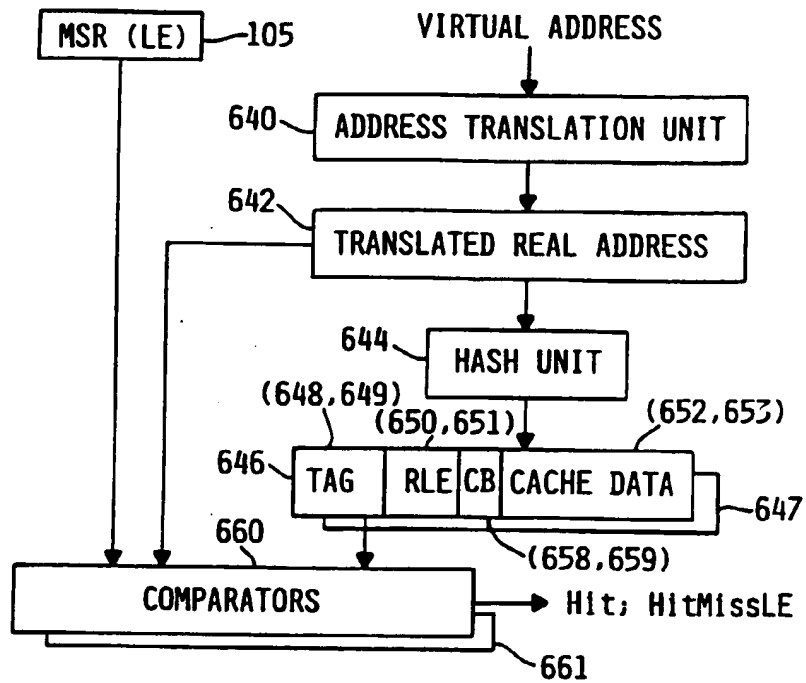 MSR (LE)
105
VIRTUAL ADDRESS
640
ADDRESS TRANSLATION UNIT
642
TRANSLATED REAL ADDRESS
644
HASH UNIT
(648,649)
(650,651)
(652,653)
646
TAG
RLE
CB
CACHE DATA
647
660
(658,659)
COMPARATORS
Hit; HitMissLE
661